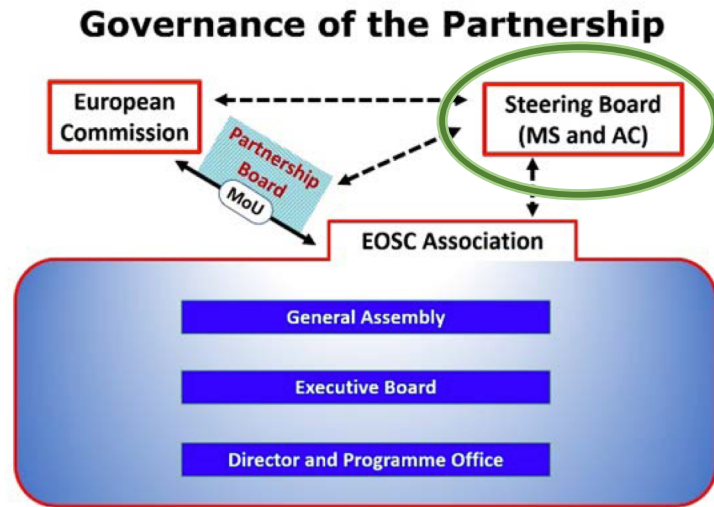 Governance of the Partnership
European
Commission
Steering Board
(MS and AC)
Partnership
Board
MoU
EOSC Association
General Assembly
Executive Board
Director and Programme Office